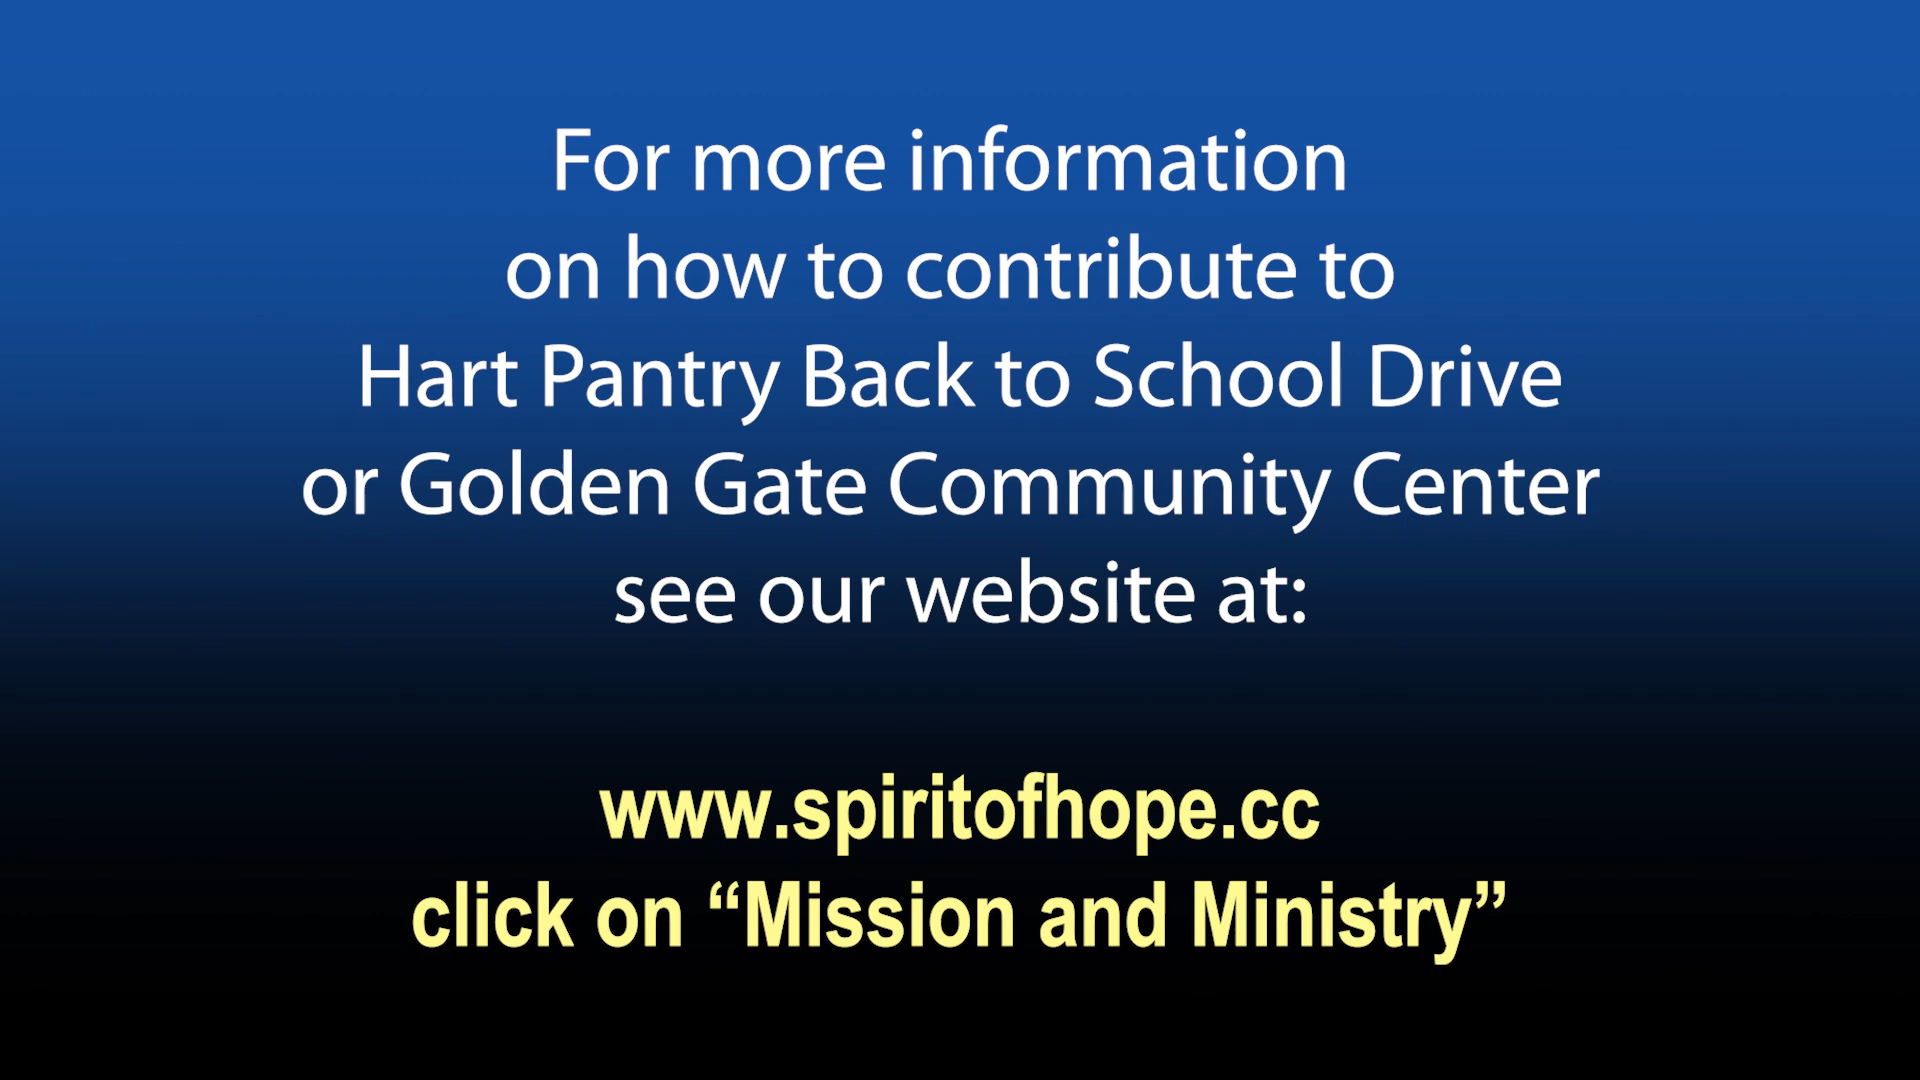 For more information
on how to contribute to
Hart Pantry Back to School Drive
or Golden Gate Community Center
see our website at:
www.spiritofhope.cc
click on “Mission and Ministry”